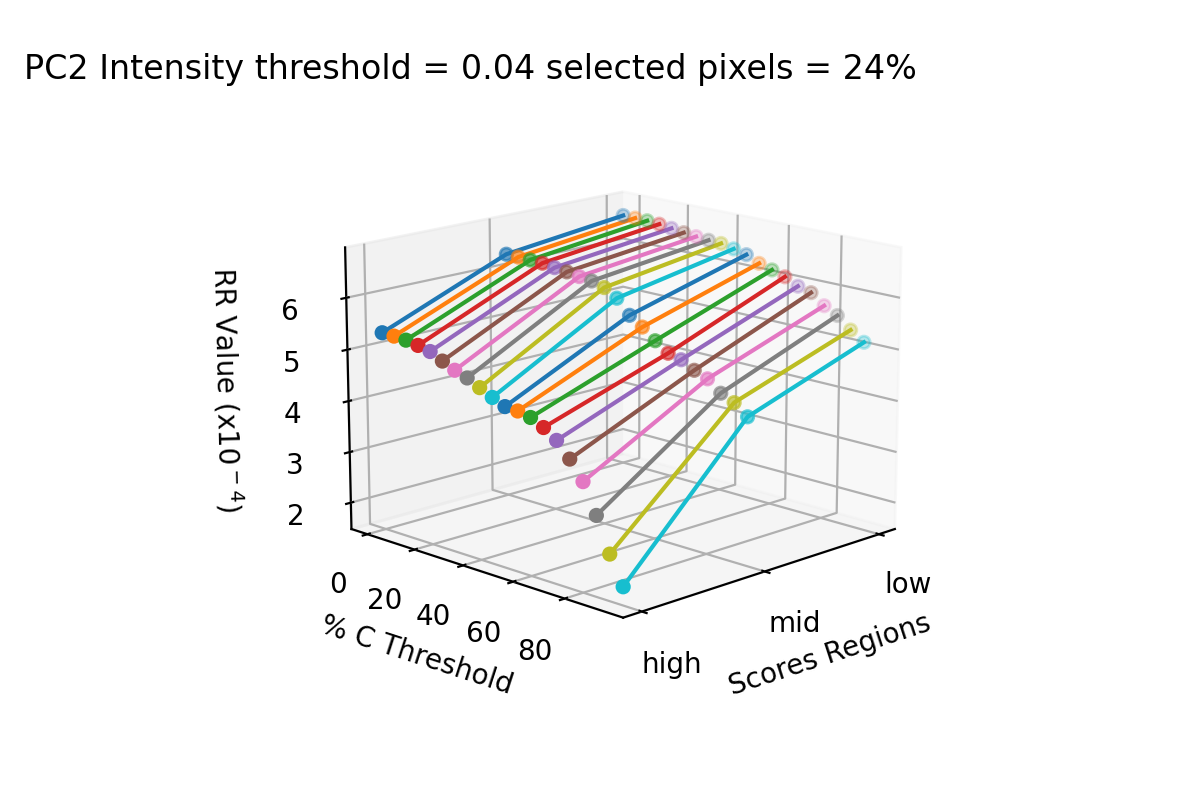 PC2 Intensity threshold = 0.04 selected pixels = 24%
RR Value (x10⁻⁴)
6
5
4
3
2
0
20
40
60
80
% C Threshold
high
mid
low
Scores Regions